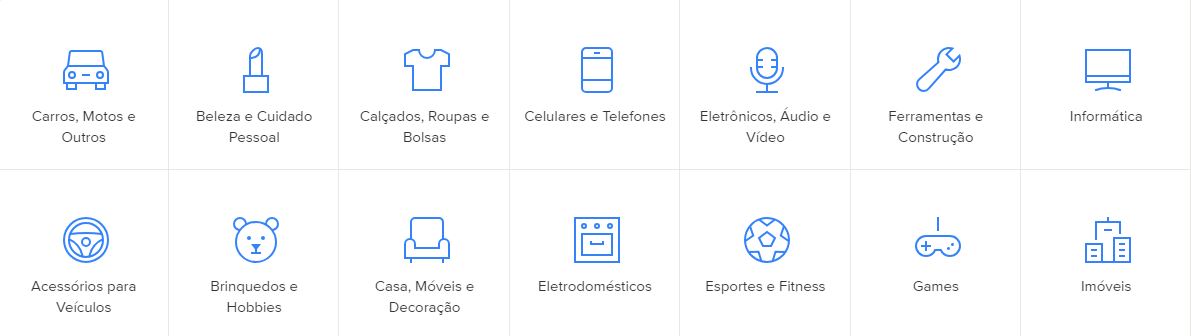 Carros, Motos e
Outros
Beleza e Cuidado
Pessoal
Calçados, Roupas e
Bolsas
Celulares e Telefones
Eletrônicos, Áudio e
Vídeo
Ferramentas e
Construção
Informática
Acessórios para
Veículos
Brinquedos e
Hobbies
Casa, Móveis e
Decoração
Eletrodomésticos
Esportes e Fitness
Games
Imóveis